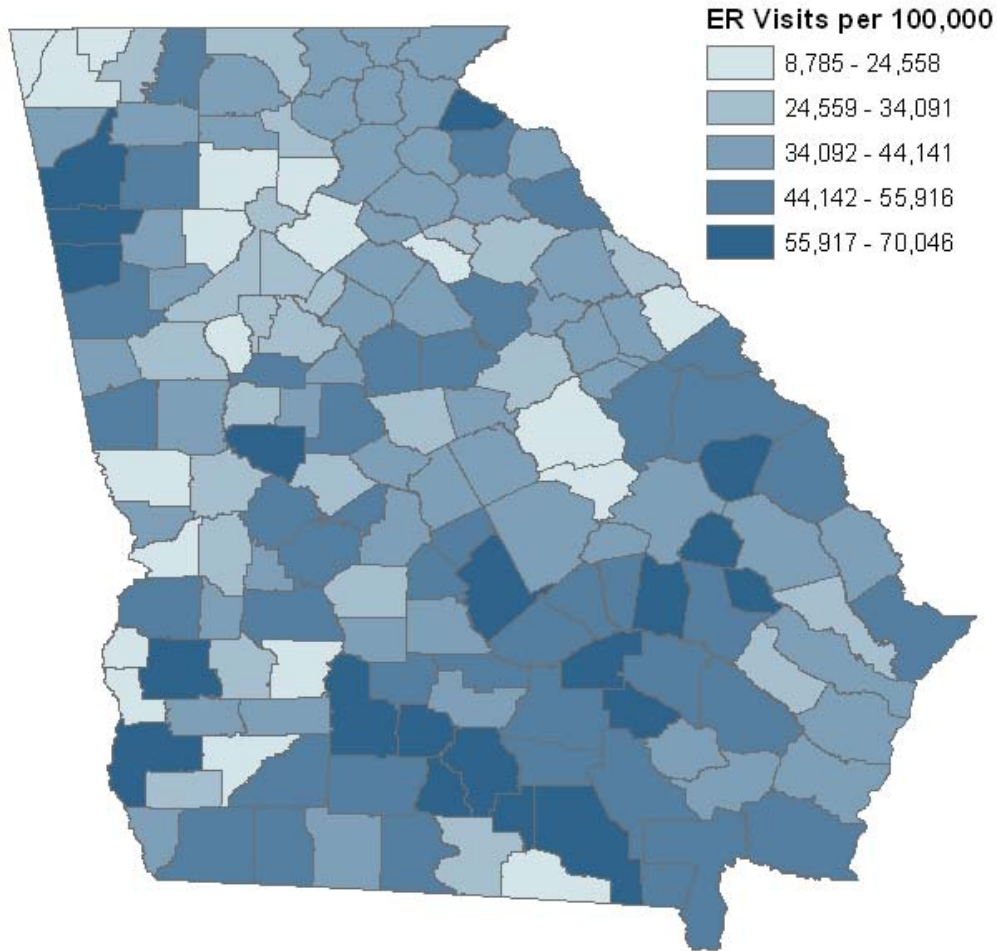 ER Visits per 100,000
8,785 - 24,558
24,559 - 34,091
34,092 - 44,141
44,142 - 55,916
55,917 - 70,046